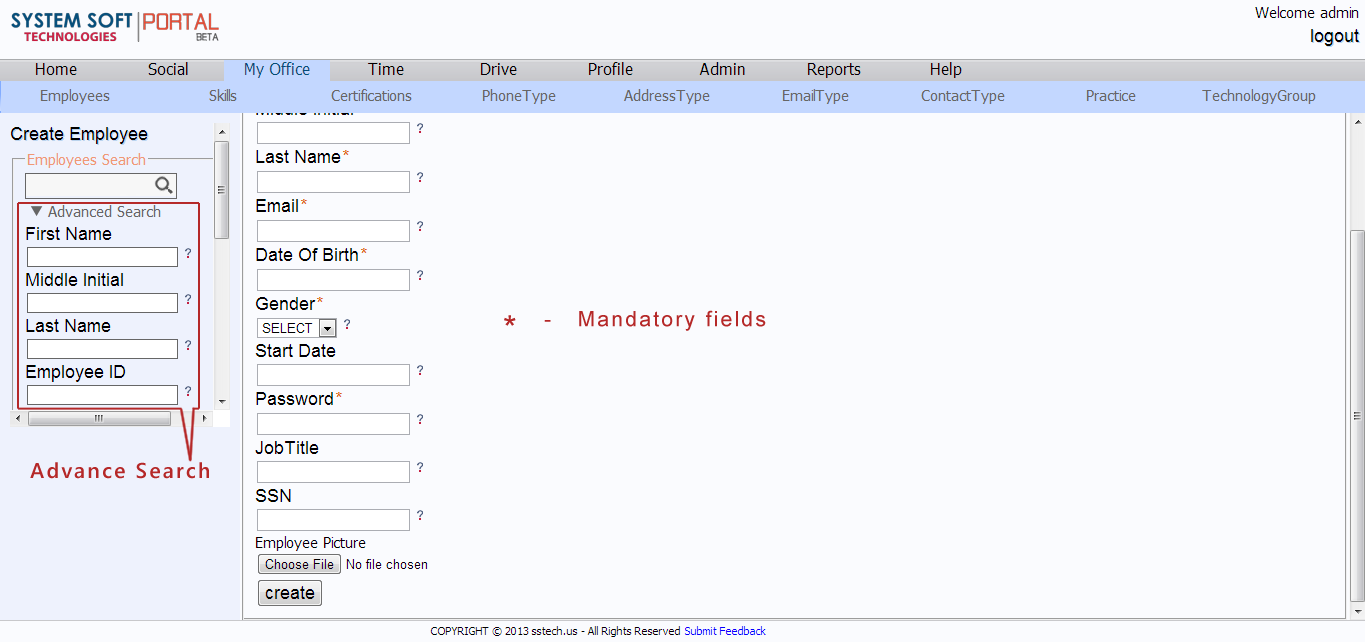 SYSTEM SOFT TECHNOLOGIES PORTAL BETA
Welcome admin
logout
Home Social My Office Time Drive Profile Admin Reports Help
Employees Skills Certifications PhoneType AddressType EmailType ContactType Practice TechnologyGroup
Create Employee
Employees Search
▼ Advanced Search
First Name
?
Middle Initial
?
Last Name
?
Employee ID
?
Advance Search
Middle Initial
?
Last Name*
?
Email*
?
Date Of Birth*
?
Gender*
SELECT ?
Start Date
?
Password*
?
JobTitle
?
SSN
?
Employee Picture
Choose File No file chosen
create
* - Mandatory fields
COPYRIGHT © 2013 sstech.us - All Rights Reserved Submit Feedback